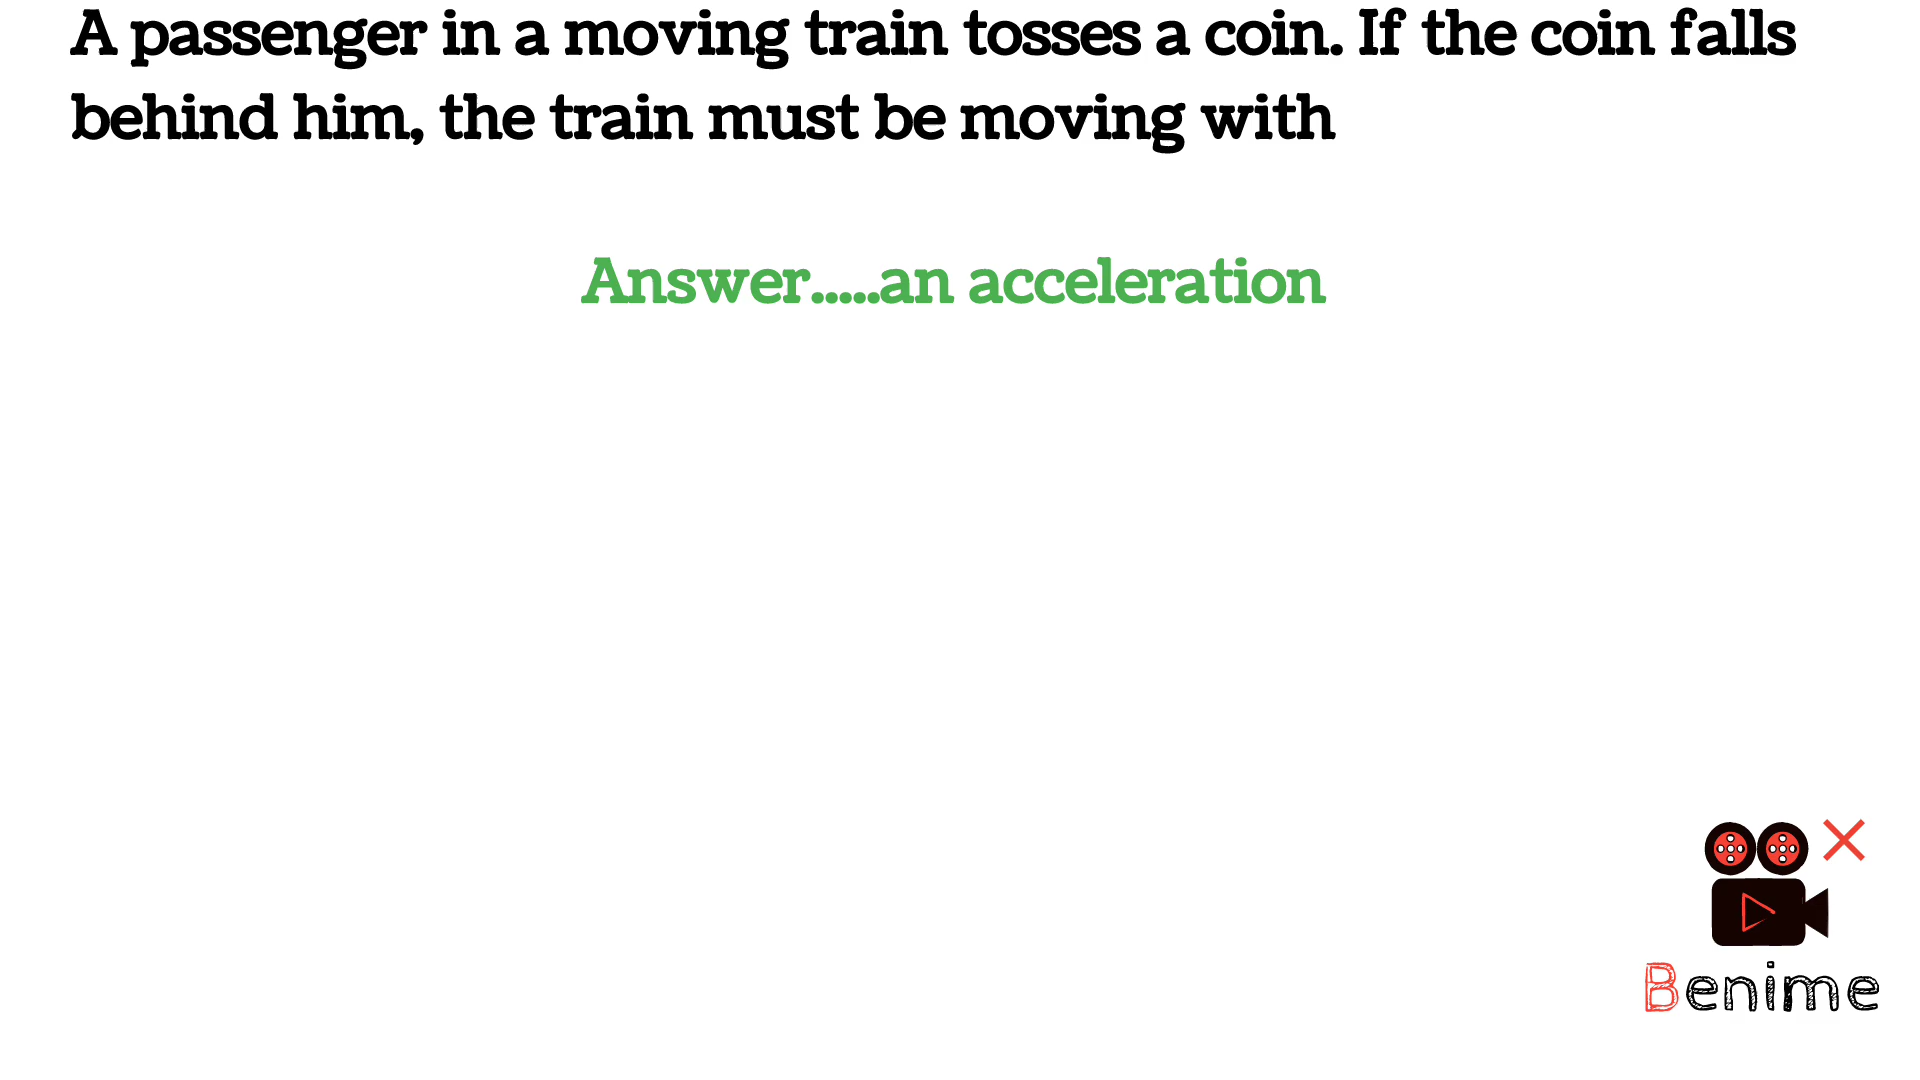 A passenger in a moving train tosses a coin. If the coin falls
behind him, the train must be moving with
Answer.....an acceleration
Benime